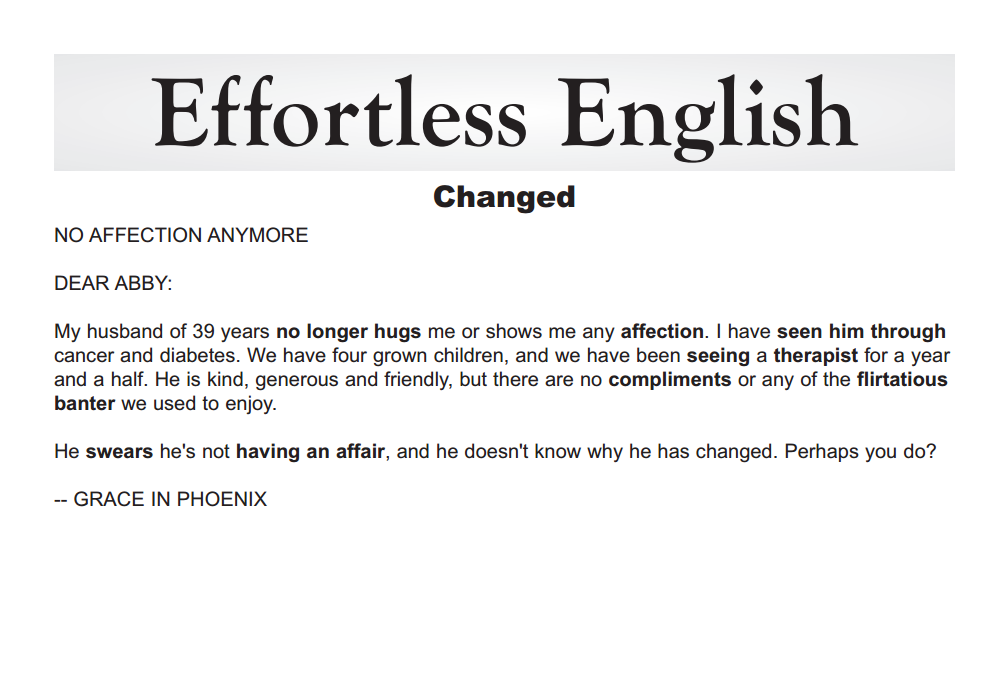 Effortless English
Changed
NO AFFECTION ANYMORE
DEAR ABBY:
My husband of 39 years no longer hugs me or shows me any affection. I have seen him through
cancer and diabetes. We have four grown children, and we have been seeing a therapist for a year
and a half. He is kind, generous and friendly, but there are no compliments or any of the flirtatious
banter we used to enjoy.
He swears he's not having an affair, and he doesn't know why he has changed. Perhaps you do?
-- GRACE IN PHOENIX